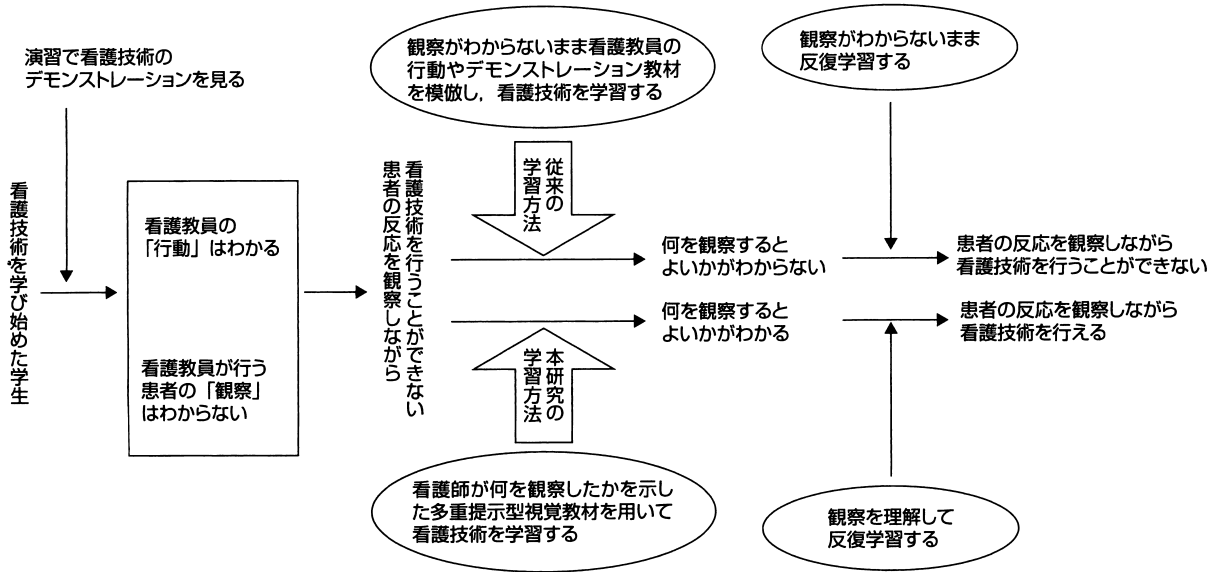 演習で看護技術の
デモンストレーションを見る
観察がわからないまま看護教員の
行動やデモンストレーション教材
を模倣し，看護技術を学習する
観察がわからないまま
反復学習する
看護技術を学び始めた学生
看護教員の
「行動」はわかる
看護教員が行う
患者の「観察」
はわからない
患者の反応を観察しながら
看護技術を行うことができない
従来の
学習方法
何を観察すると
よいかがわからない
患者の反応を観察しながら
看護技術を行うことができない
何を観察すると
よいかがわかる
患者の反応を観察しながら
看護技術を行える
本研究の
学習方法
看護師が何を観察したかを示し
た多重提示型視覚教材を用いて
看護技術を学習する
観察を理解して
反復学習する